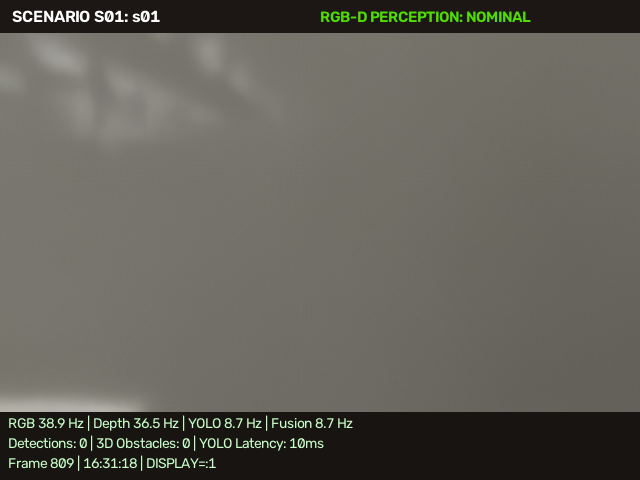 SCENARIO S01: s01
RGB-D PERCEPTION: NOMINAL
RGB 38.9 Hz | Depth 36.5 Hz | YOLO 8.7 Hz | Fusion 8.7 Hz
Detections: 0 | 3D Obstacles: 0 | YOLO Latency: 10ms
Frame 809 | 16:31:18 | DISPLAY=:1